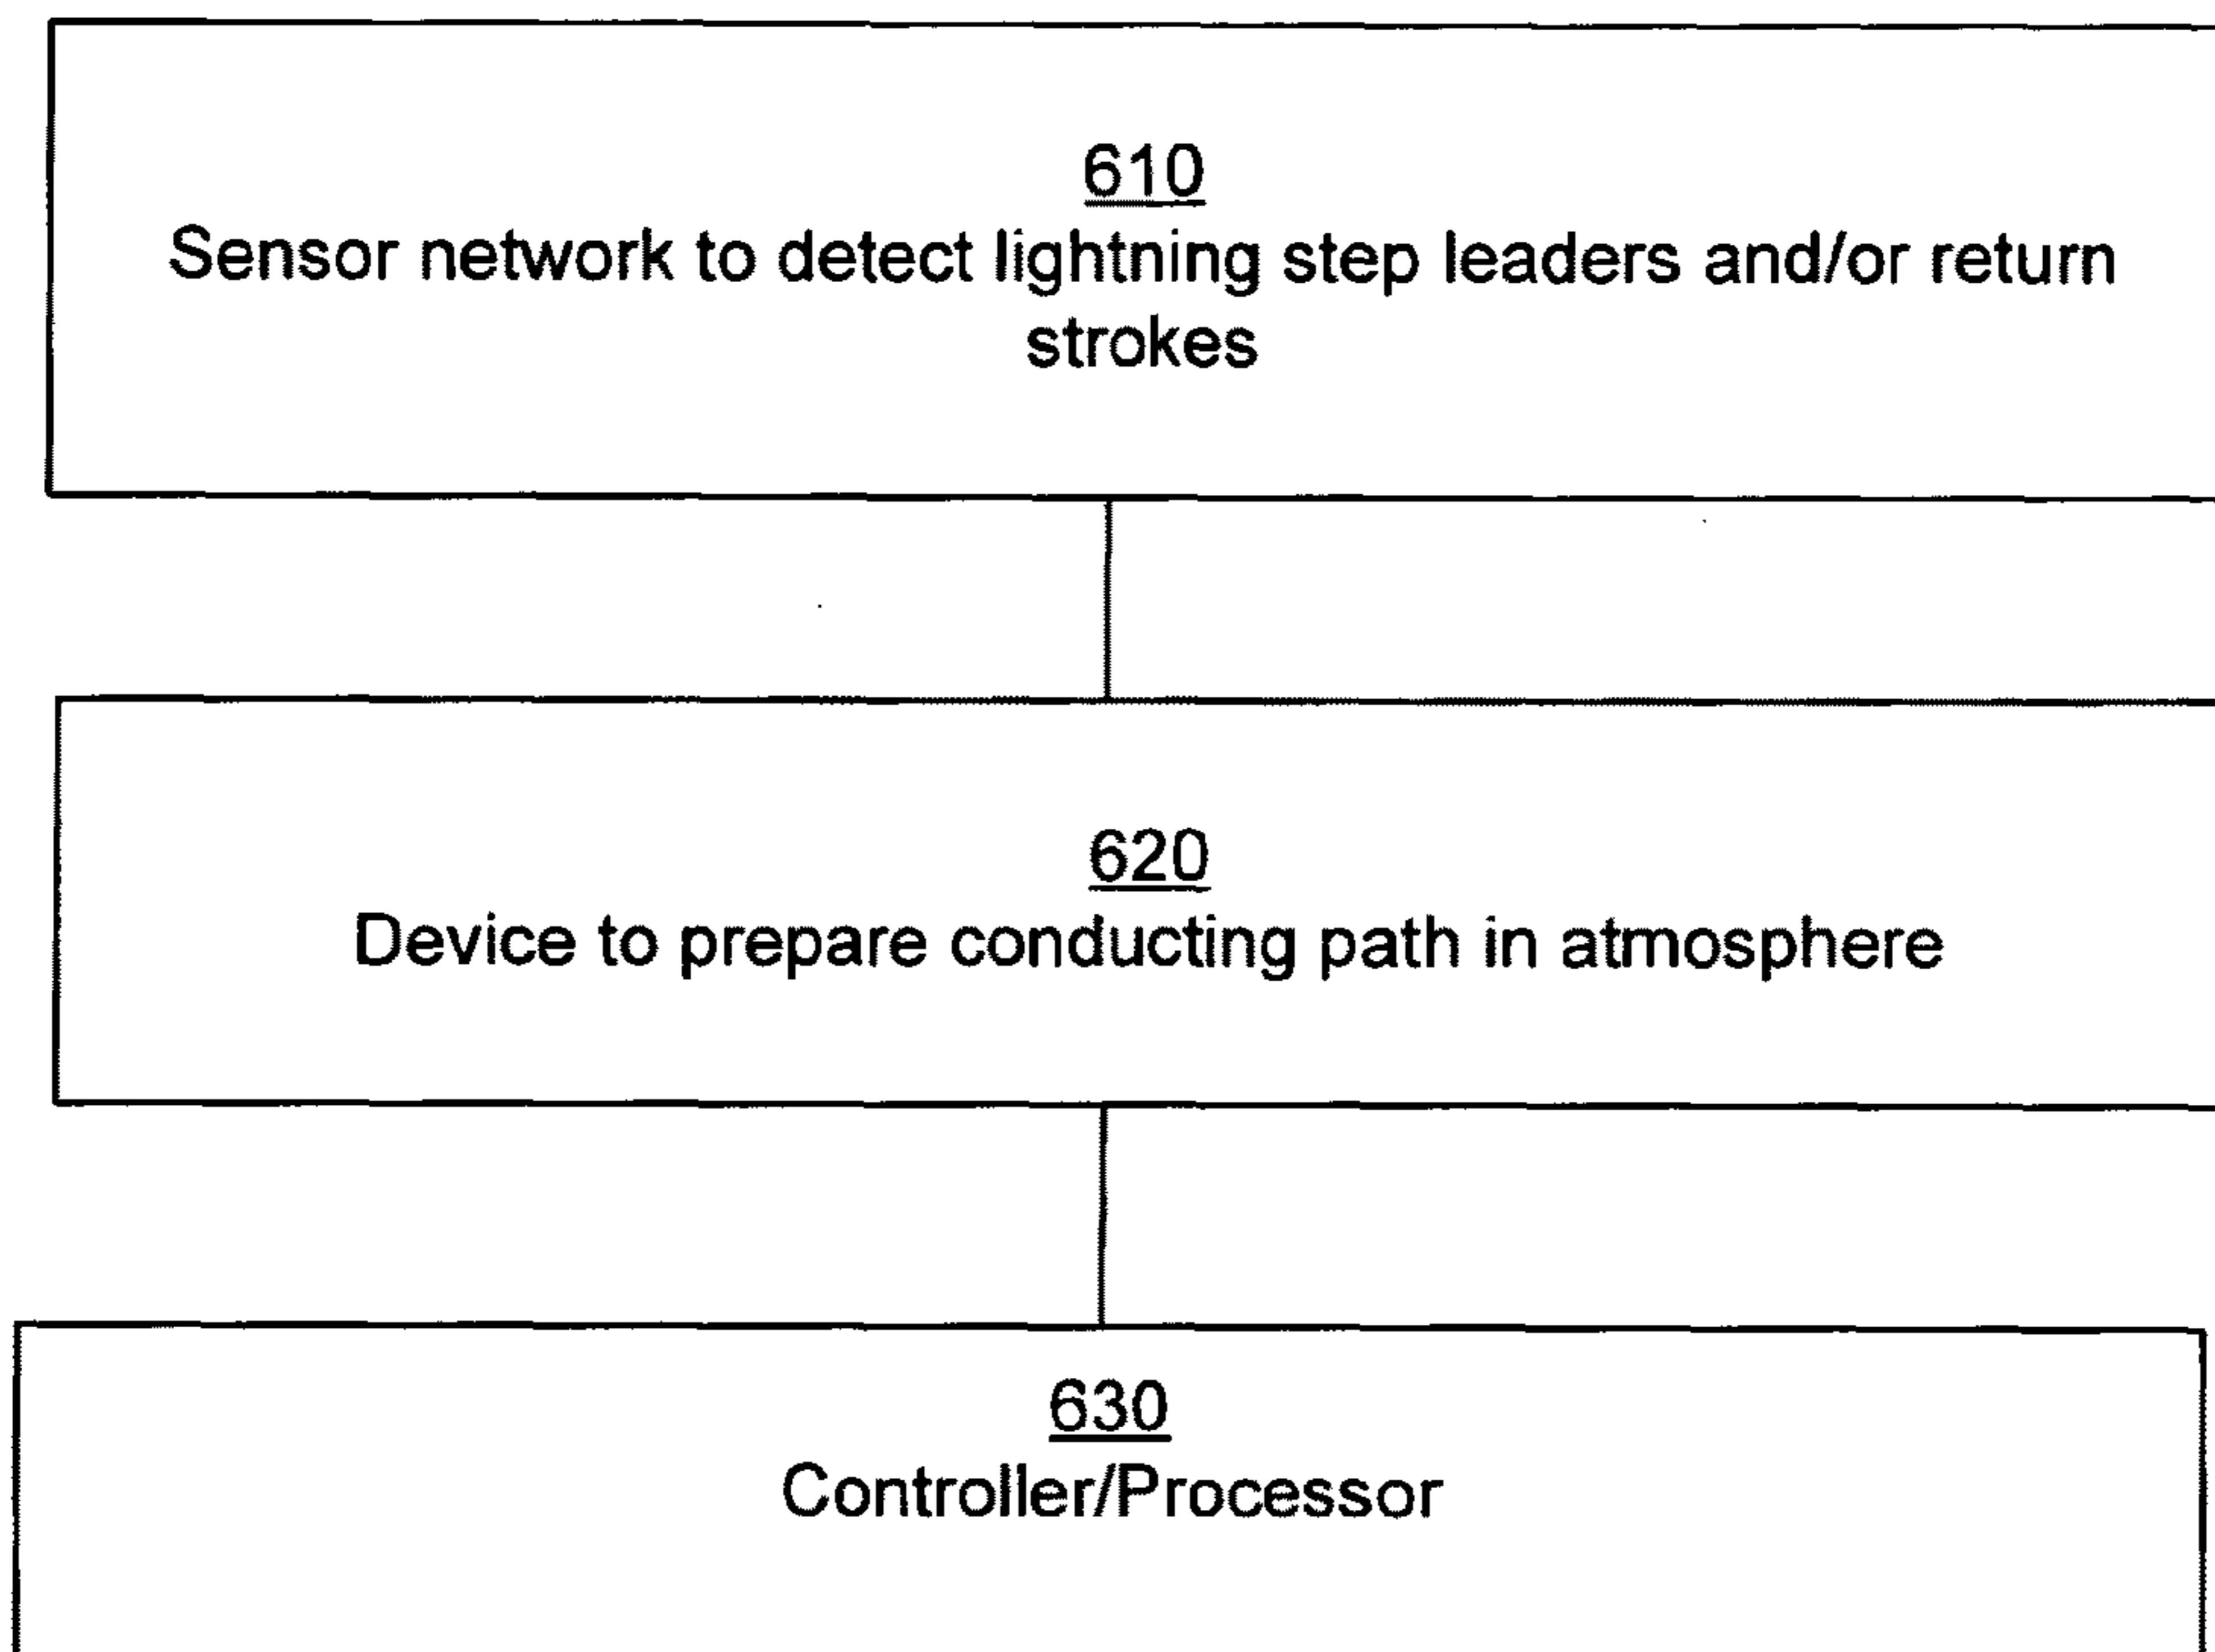 610
Sensor network to detect lightning step leaders and/or return
strokes
620
Device to prepare conducting path in atmosphere
630
Controller/Processor